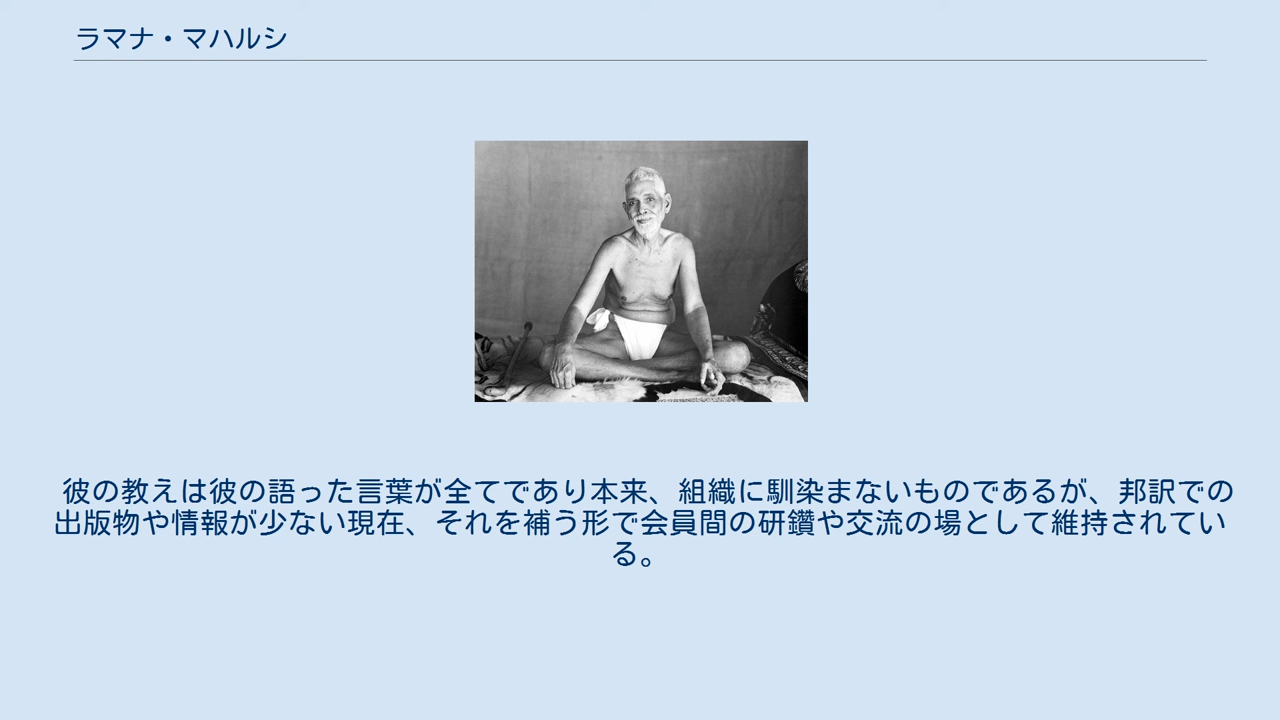 ラマナ・マハルシ
彼の教えは彼の語った言葉が全てであり本来、組織に馴染まないものであるが、邦訳での
出版物や情報が少ない現在、それを補う形で会員間の研鑽や交流の場として維持されてい
る。